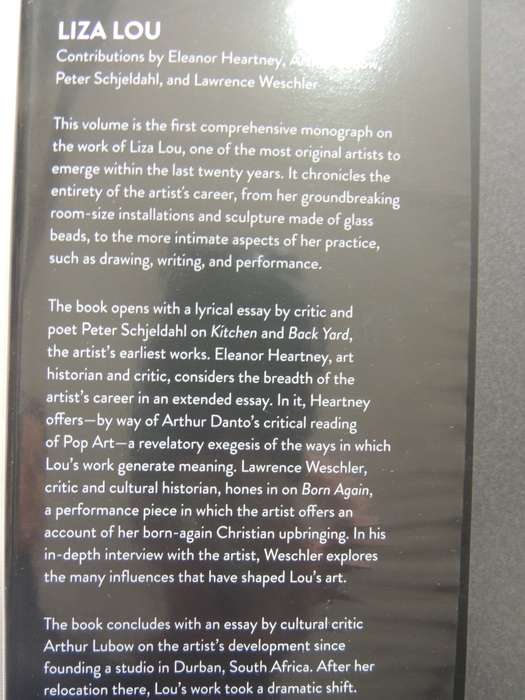 LIZA LOU
Contributions by Eleanor Heartney,
Peter Schjeldahl, and Lawrence Weschler
This volume is the first comprehensive monograph on
the work of Liza Lou, one of the most original artists to
emerge within the last twenty years. It chronicles the
entirety of the artist's career, from her groundbreaking
room-size installations and sculpture made of glass
beads, to the more intimate aspects of her practice,
such as drawing, writing, and performance.
The book opens with a lyrical essay by critic and
poet Peter Schjeldahl on Kitchen and Back Yard,
the artist's earliest works. Eleanor Heartney, art
historian and critic, considers the breadth of the
artist's career in an extended essay. In it, Heartney
offers—by way of Arthur Danto's critical reading
of Pop Art—a revelatory exegesis of the ways in which
Lou's work generate meaning. Lawrence Weschler,
critic and cultural historian, hones in on Born Again,
a performance piece in which the artist offers an
account of her born-again Christian upbringing. In his
in-depth interview with the artist, Weschler explores
the many influences that have shaped Lou's art.
The book concludes with an essay by cultural critic
Arthur Lubow on the artist's development since
founding a studio in Durban, South Africa. After her
relocation there, Lou's work took a dramatic shift.